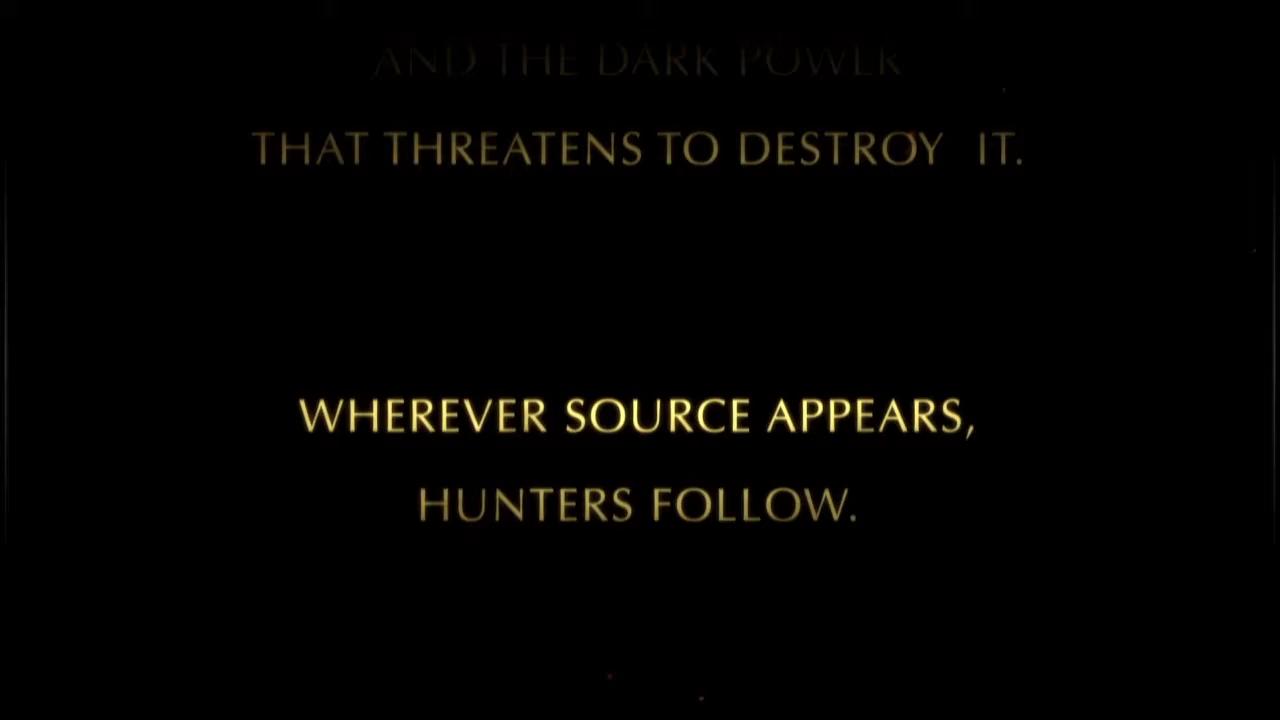 AND THE DARK POWER
THAT THREATENS TO DESTROY IT.
WHEREVER SOURCE APPEARS,
HUNTERS FOLLOW.